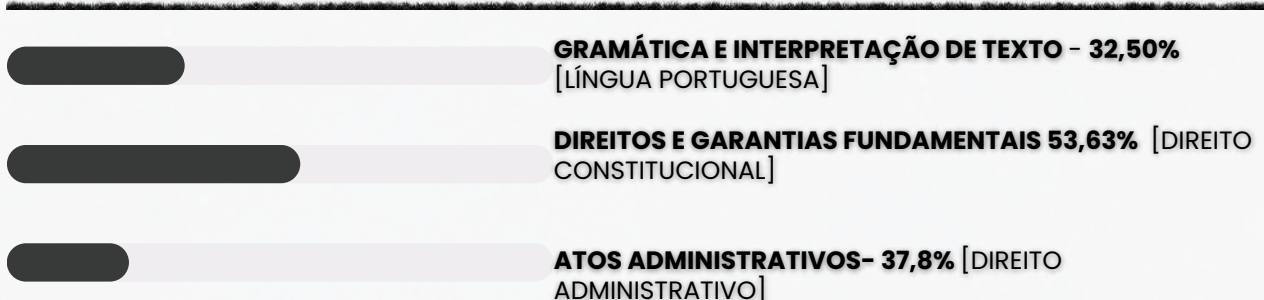 GRAMÁTICA E INTERPRETAÇÃO DE TEXTO - 32,50%
[LÍNGUA PORTUGUESA]
DIREITOS E GARANTIAS FUNDAMENTAIS 53,63% [DIREITO
CONSTITUCIONAL]
ATOS ADMINISTRATIVOS- 37,8% [DIREITO
ADMINISTRATIVO]